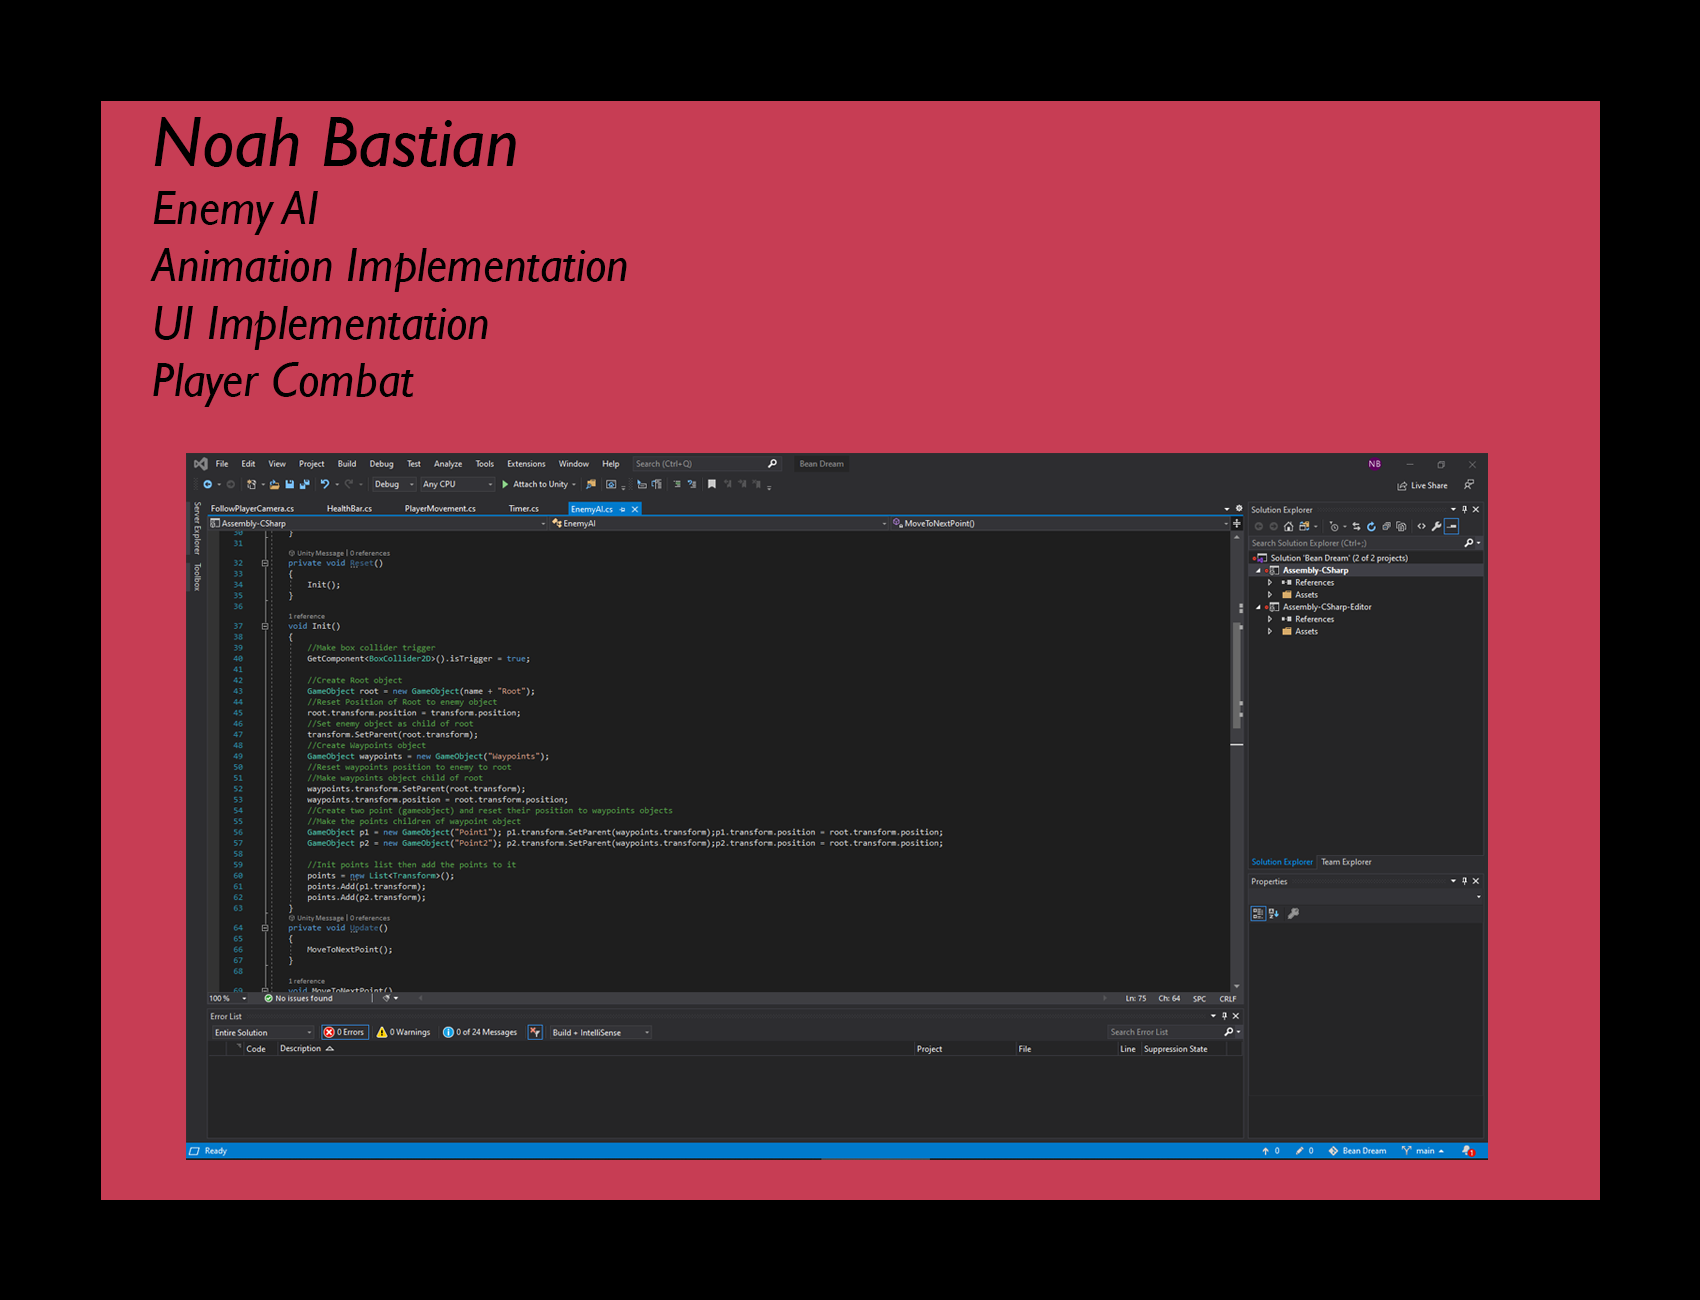 Noah Bastian
Enemy AI
Animation Implementation
UI Implementation
Player Combat
File Edit View Project Build Debug Test Analyze Tools Extensions Window Help Search (Ctrl+Q) Bean Dream NB
Debug Any CPU Attach to Unity Live Share
Server Explorer
Toolbox
FollowPlayerCamera.cs HealthBar.cs PlayerMovement.cs Timer.cs EnemyAI.cs
Assembly-CSharp EnemyAI MoveToNextPoint()
30 }
31
Unity Message | 0 references
32 private void Reset()
33 {
34 Init();
35 }
36
1 reference
37 void Init()
38 {
39 //Make box collider trigger
40 GetComponent<BoxCollider2D>().isTrigger = true;
41
42 //Create Root object
43 GameObject root = new GameObject(name + "Root");
44 //Reset Position of Root to enemy object
45 root.transform.position = transform.position;
46 //Set enemy object as child of root
47 transform.SetParent(root.transform);
48 //Create Waypoints object
49 GameObject waypoints = new GameObject("Waypoints");
50 //Reset waypoints position to enemy to root
51 //Make waypoints object child of root
52 waypoints.transform.SetParent(root.transform);
53 waypoints.transform.position = root.transform.position;
54 //Create two point (gameobject) and reset their position to waypoints objects
55 //Make the points children of waypoint object
56 GameObject p1 = new GameObject("Point1"); p1.transform.SetParent(waypoints.transform);p1.transform.position = root.transform.position;
57 GameObject p2 = new GameObject("Point2"); p2.transform.SetParent(waypoints.transform);p2.transform.position = root.transform.position;
58
59 //Init points list then add the points to it
60 points = new List<Transform>();
61 points.Add(p1.transform);
62 points.Add(p2.transform);
63 }
Unity Message | 0 references
64 private void Update()
65 {
66 MoveToNextPoint();
67 }
68
1 reference
69 void MoveToNextPoint()
100 % No issues found Ln: 75 Ch: 64 SPC CRLF
Error List
Entire Solution 0 Errors 0 Warnings 0 of 24 Messages Build + IntelliSense Search Error List
Code Description Project File Line Suppression State
Solution Explorer
Search Solution Explorer (Ctrl+;)
Solution 'Bean Dream' (2 of 2 projects)
Assembly-CSharp
References
Assets
Assembly-CSharp-Editor
References
Assets
Solution Explorer Team Explorer
Properties
Ready 0 0 Bean Dream main 1